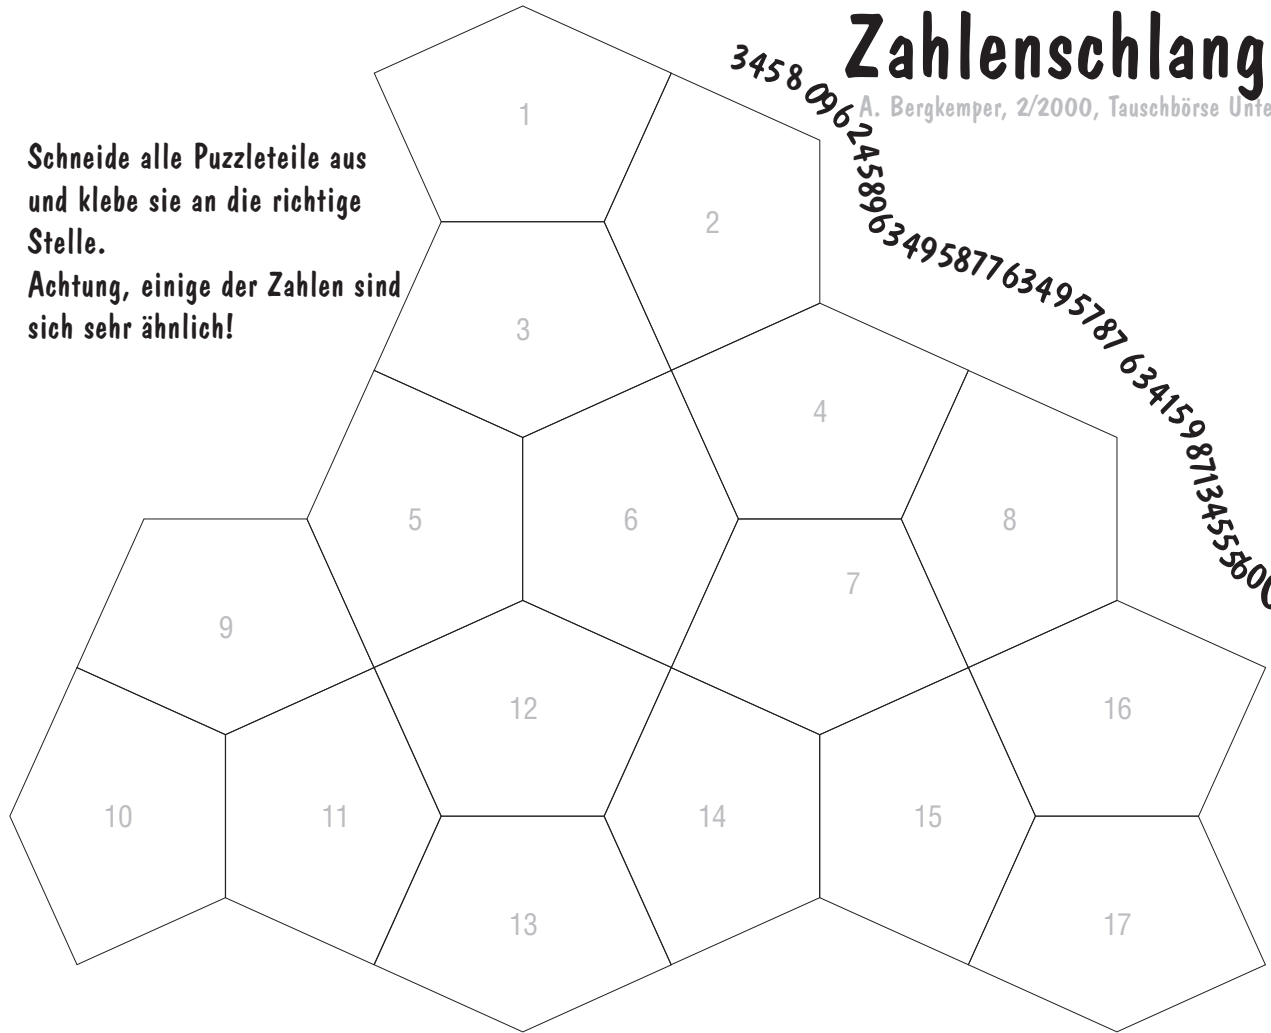 Zahlenschlang
A. Bergkemper, 2/2000, Tauschbörse Unte
3458 0962458963495877634957876341598713455600
Schneide alle Puzzleteile aus
und klebe sie an die richtige
Stelle.
Achtung, einige der Zahlen sind
sich sehr ähnlich!
1
2
3
4
5
6
7
8
9
10
11
12
13
14
15
16
17